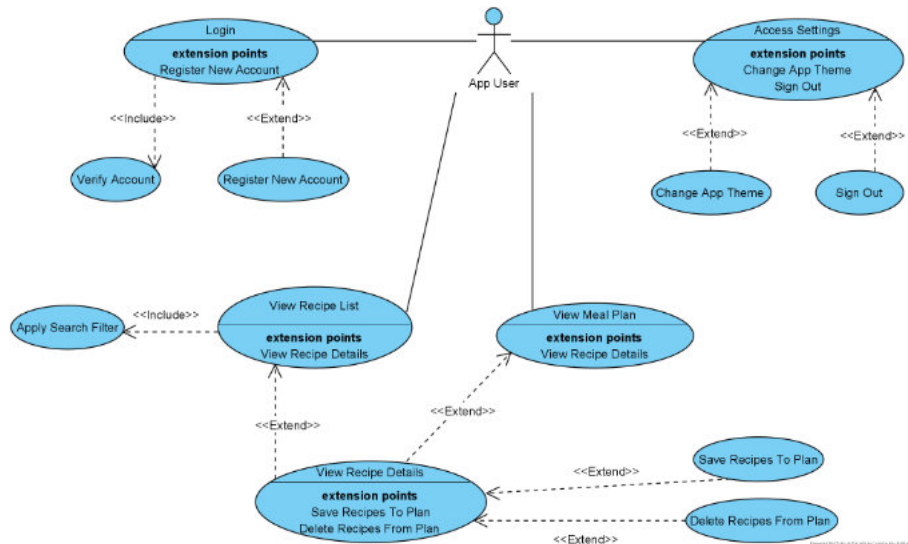 Login
extension points
Register New Account
App User
Access Settings
extension points
Change App Theme
Sign Out
<<Include>>
<<Extend>>
<<Extend>>
<<Extend>>
Verify Account
Register New Account
Change App Theme
Sign Out
View Recipe List
extension points
View Recipe Details
View Meal Plan
extension points
View Recipe Details
Apply Search Filter
<<Include>>
<<Extend>>
<<Extend>>
View Recipe Details
extension points
Save Recipes To Plan
Delete Recipes From Plan
<<Extend>>
Save Recipes To Plan
Delete Recipes From Plan
<<Extend>>